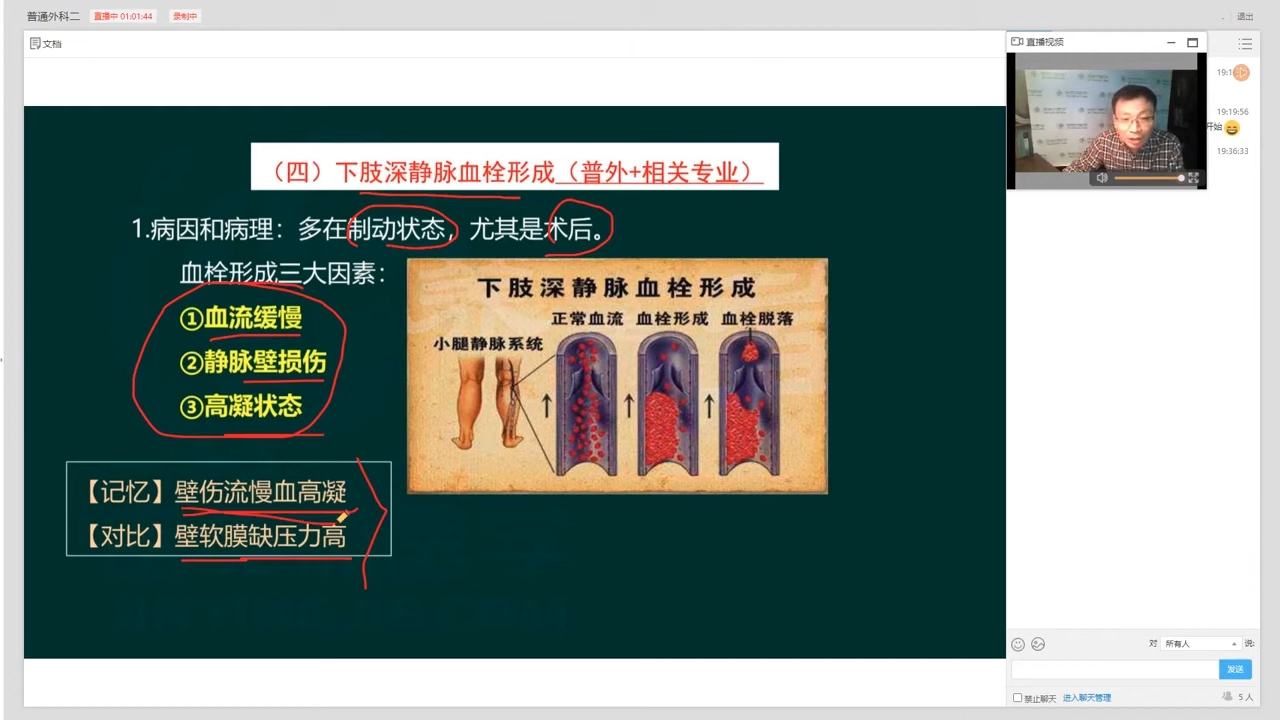 普通外科二
直播中 01:01:44
录制中
退出
文档
直播视频
19:1
19:19:56
开始
19:36:33
（四）下肢深静脉血栓形成（普外+相关专业）
1.病因和病理：多在制动状态，尤其是术后。
血栓形成三大因素：
①血流缓慢
②静脉壁损伤
③高凝状态
下肢深静脉血栓形成
正常血流 血栓形成 血栓脱落
小腿静脉系统
【记忆】壁伤流慢血高凝
【对比】壁软膜缺压力高
对 所有人 说:
发送
禁止聊天 进入聊天管理
5 人